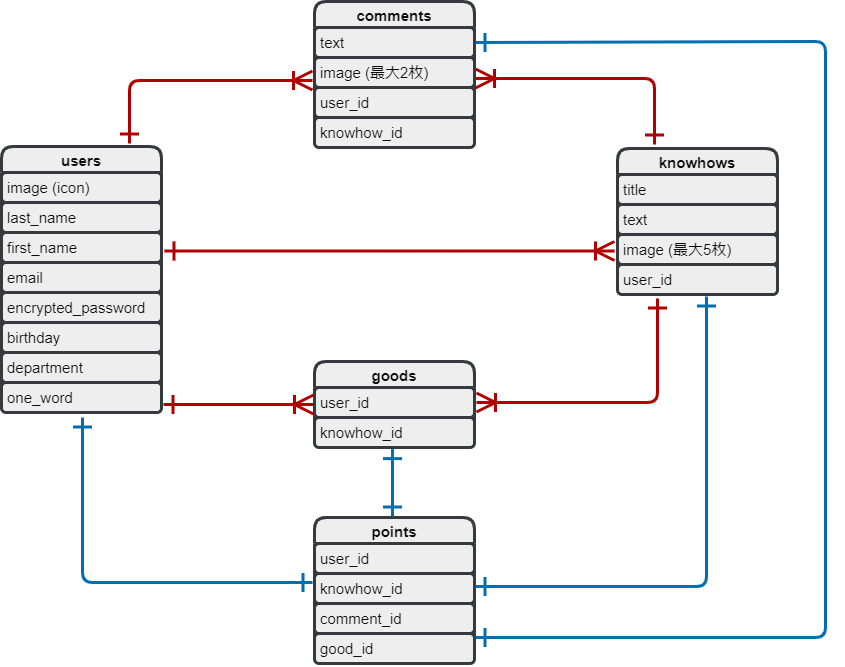 comments
text
image (最大2枚)
user_id
knowhow_id
users
image (icon)
last_name
first_name
email
encrypted_password
birthday
department
one_word
knowhows
title
text
image (最大5枚)
user_id
goods
user_id
knowhow_id
points
user_id
knowhow_id
comment_id
good_id